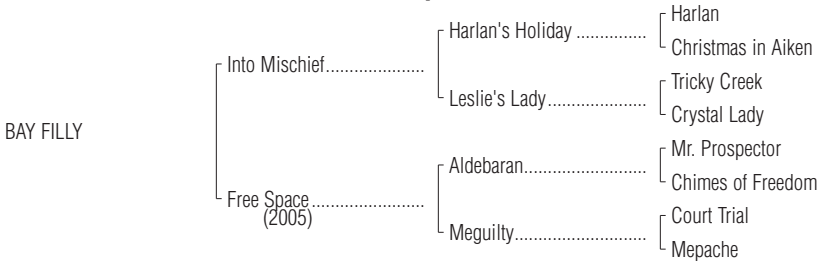 Harlan
Harlan's Holiday ...............
Christmas in Aiken
Into Mischief.....................
Tricky Creek
Leslie's Lady.....................
Crystal Lady
BAY FILLY
Mr. Prospector
Aldebaran..........................
Chimes of Freedom
Free Space.......................
(2005)
Court Trial
Meguilty............................
Mepache